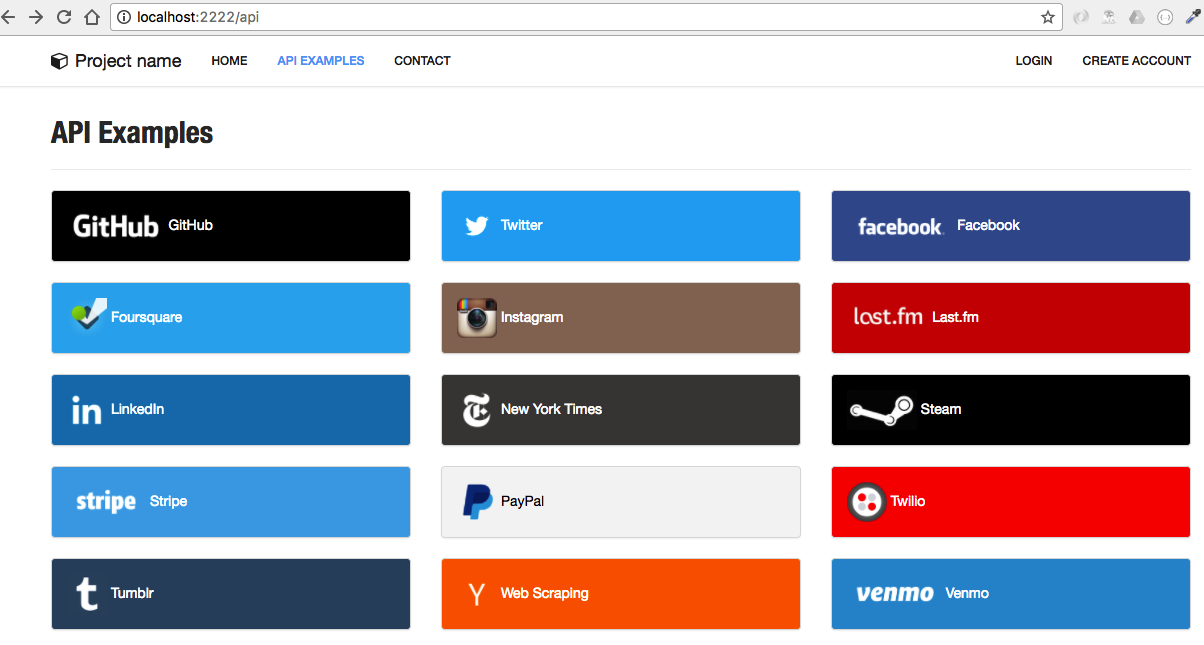 localhost:2222/api
Project name HOME API EXAMPLES CONTACT LOGIN CREATE ACCOUNT
API Examples
GitHub GitHub Twitter facebook Facebook
Foursquare Instagram last.fm Last.fm
in LinkedIn New York Times Steam
stripe Stripe PayPal Twilio
t Tumblr Y Web Scraping venmo Venmo